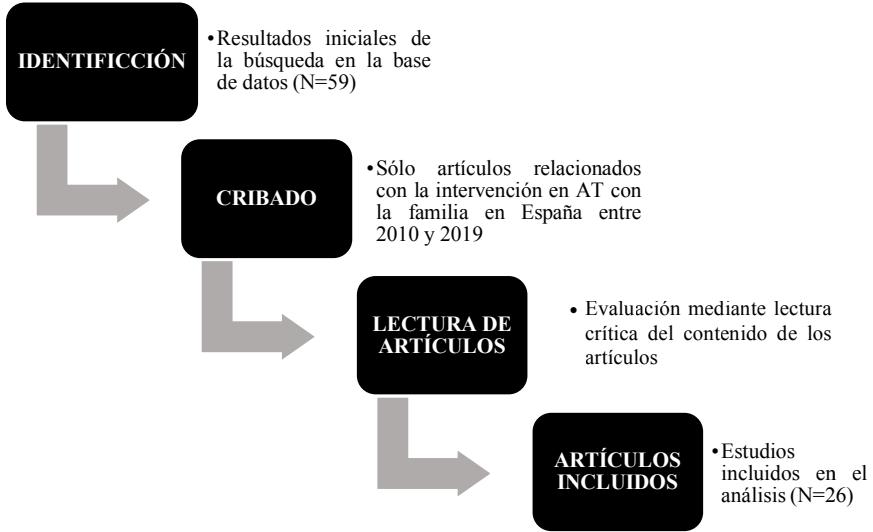 IDENTIFICCIÓN
•Resultados iniciales de
la búsqueda en la base
de datos (N=59)
CRIBADO
•Sólo artículos relacionados
con la intervención en AT con
la familia en España entre
2010 y 2019
LECTURA DE
ARTÍCULOS
• Evaluación mediante lectura
crítica del contenido de los
artículos
ARTÍCULOS
INCLUIDOS
•Estudios
incluidos en el
análisis (N=26)